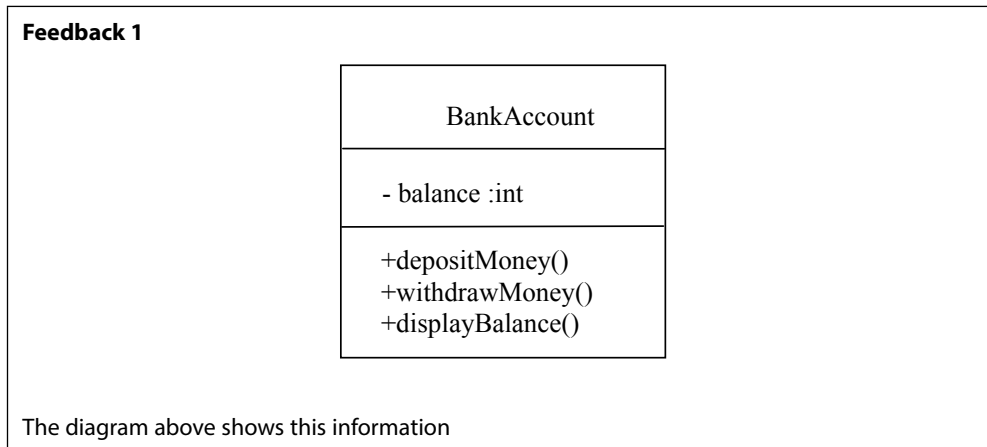 Feedback 1
BankAccount
- balance :int
+depositMoney()
+withdrawMoney()
+displayBalance()
The diagram above shows this information